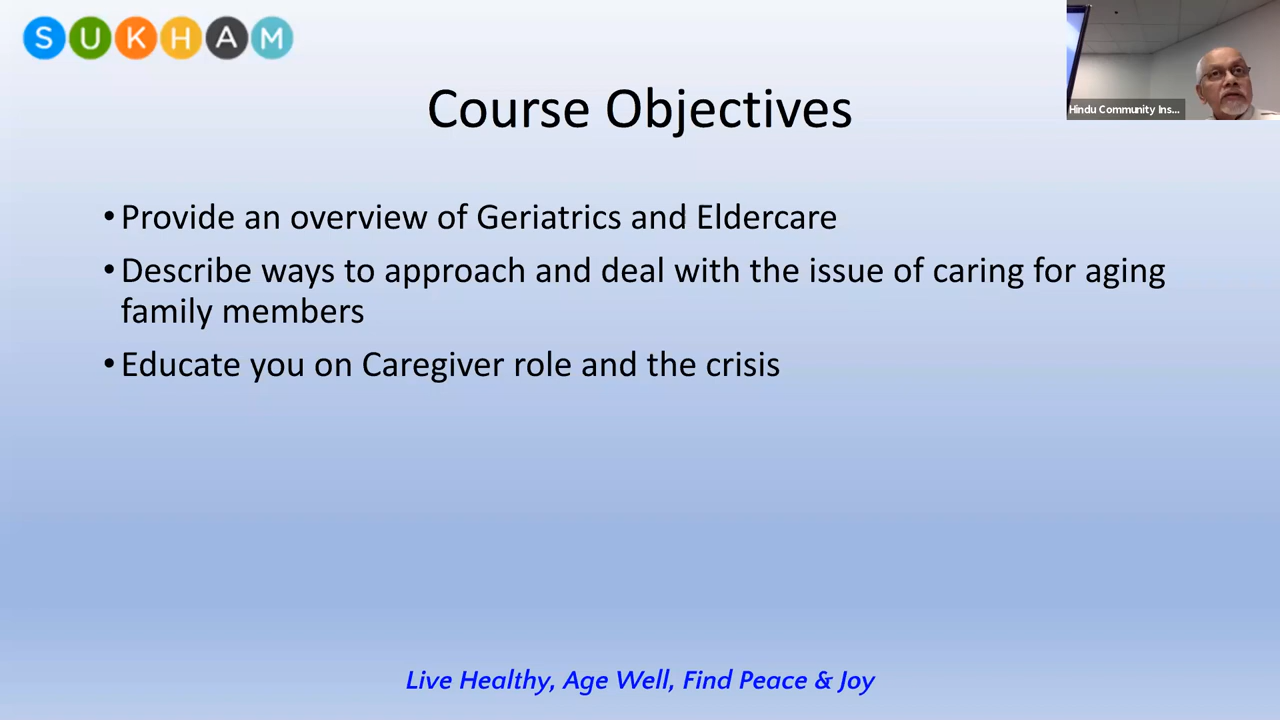 SUKHAM
Hindu Community Ins...
Course Objectives
• Provide an overview of Geriatrics and Eldercare
• Describe ways to approach and deal with the issue of caring for aging
family members
• Educate you on Caregiver role and the crisis
Live Healthy, Age Well, Find Peace & Joy